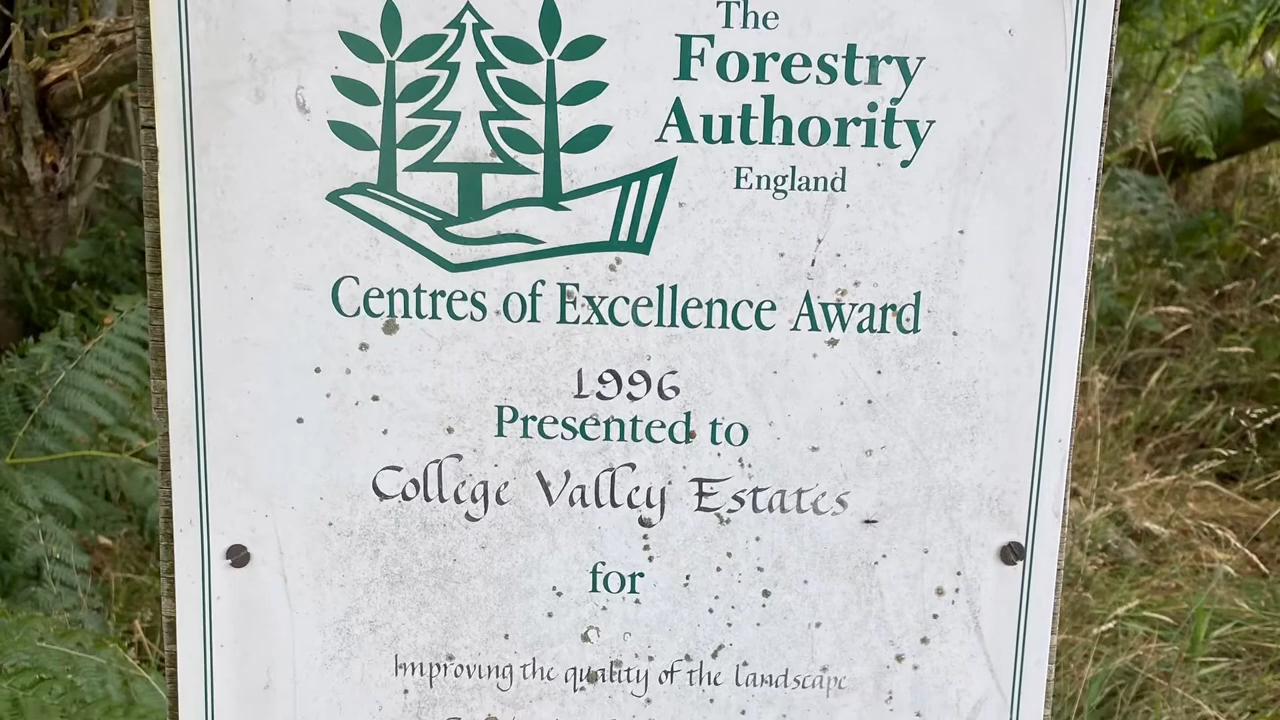 The
Forestry
Authority
England
Centres of Excellence Award
1996
Presented to
College Valley Estates
for
Improving the quality of the landscape